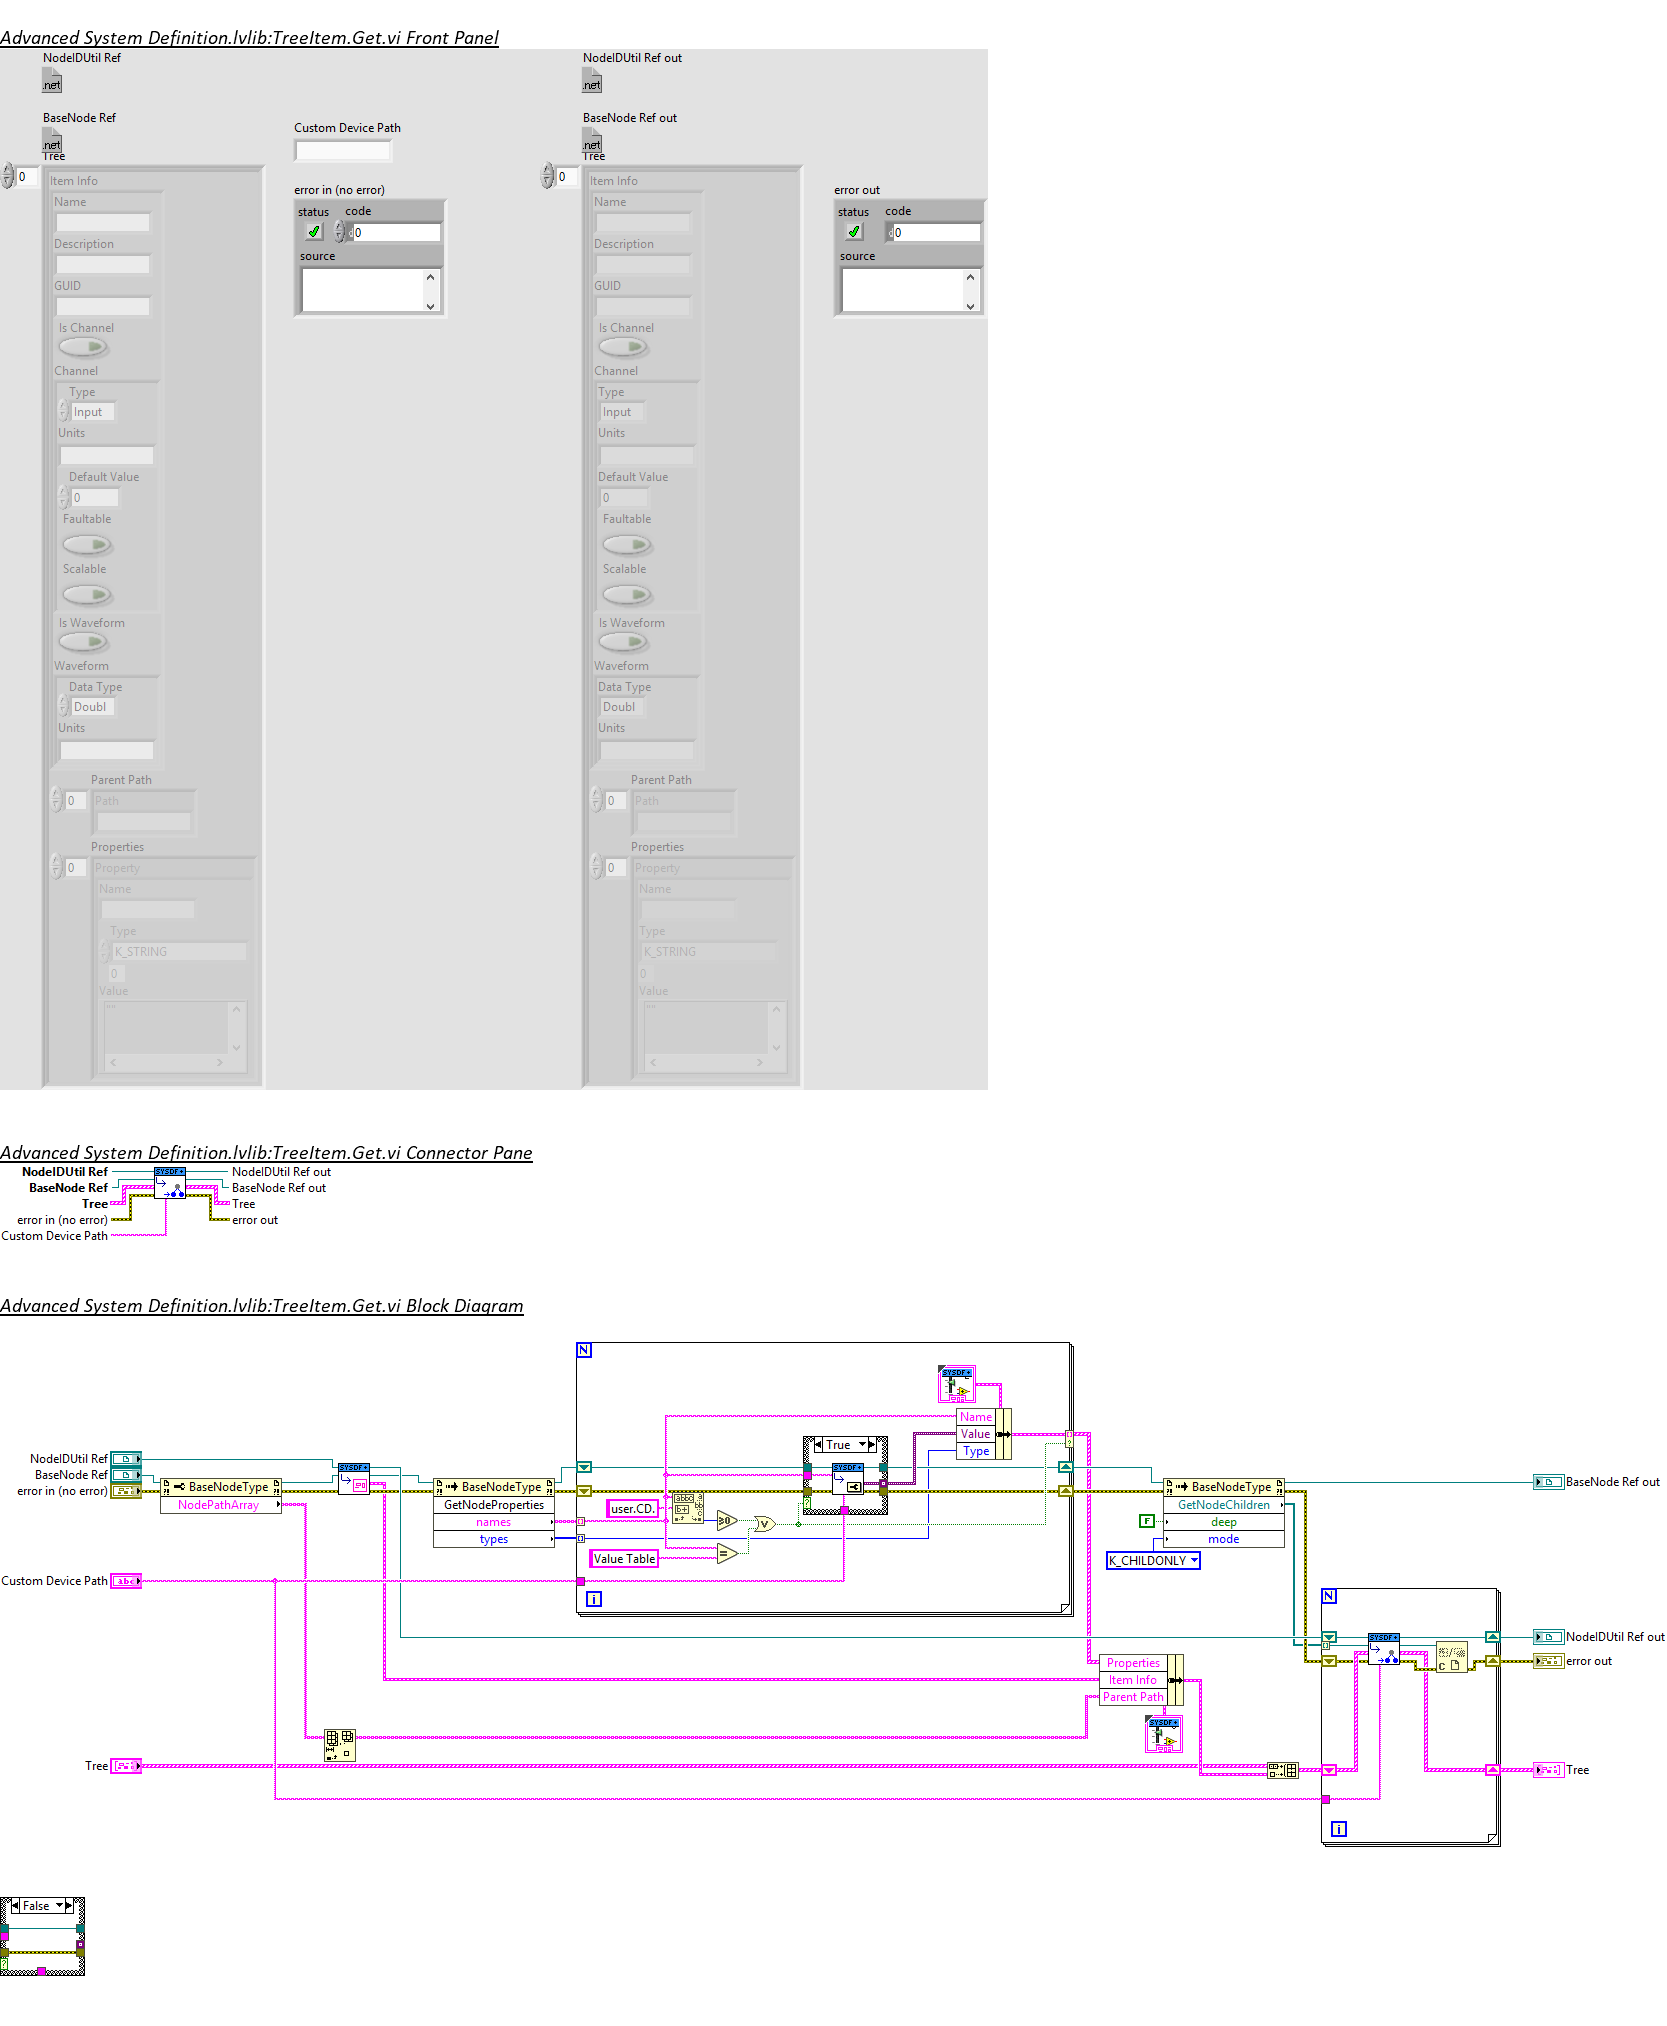 Advanced System Definition.lvlib:TreeItem.Get.vi Front Panel
NodeIDUtil Ref
NodeIDUtil Ref out
.net
.net
BaseNode Ref
BaseNode Ref out
Custom Device Path
.net
.net
Tree
Tree
0
0
Item Info
Item Info
error in (no error)
error out
Name
Name
status
code
status
code
0
0
Description
Description
source
source
GUID
GUID
Is Channel
Is Channel
Channel
Channel
Type
Type
Input
Input
Units
Units
Default Value
Default Value
0
0
Faultable
Faultable
Scalable
Scalable
Is Waveform
Is Waveform
Waveform
Waveform
Data Type
Data Type
Doubl
Doubl
Units
Units
Parent Path
Parent Path
0
Path
0
Path
Properties
Properties
0
Property
0
Property
Name
Name
Type
Type
K_STRING
K_STRING
0
0
Value
Value
""
""
Advanced System Definition.lvlib:TreeItem.Get.vi Connector Pane
NodeIDUtil Ref
SYSDF+
NodeIDUtil Ref out
BaseNode Ref
BaseNode Ref out
Tree
Tree
error in (no error)
error out
Custom Device Path
Advanced System Definition.lvlib:TreeItem.Get.vi Block Diagram
N
SYSDF+
Name
Value
Type
True
NodeIDUtil Ref
BaseNode Ref
error in (no error)
BaseNodeType
NodePathArray
SYSDF+
BaseNodeType
GetNodeProperties
names
types
SYSDF+
user.CD.
Value Table
BaseNodeType
GetNodeChildren
deep
mode
F
K_CHILDONLY
BaseNode Ref out
Custom Device Path
abc
i
N
NodeIDUtil Ref out
SYSDF+
error out
Properties
Item Info
Parent Path
SYSDF+
Tree
Tree
i
False